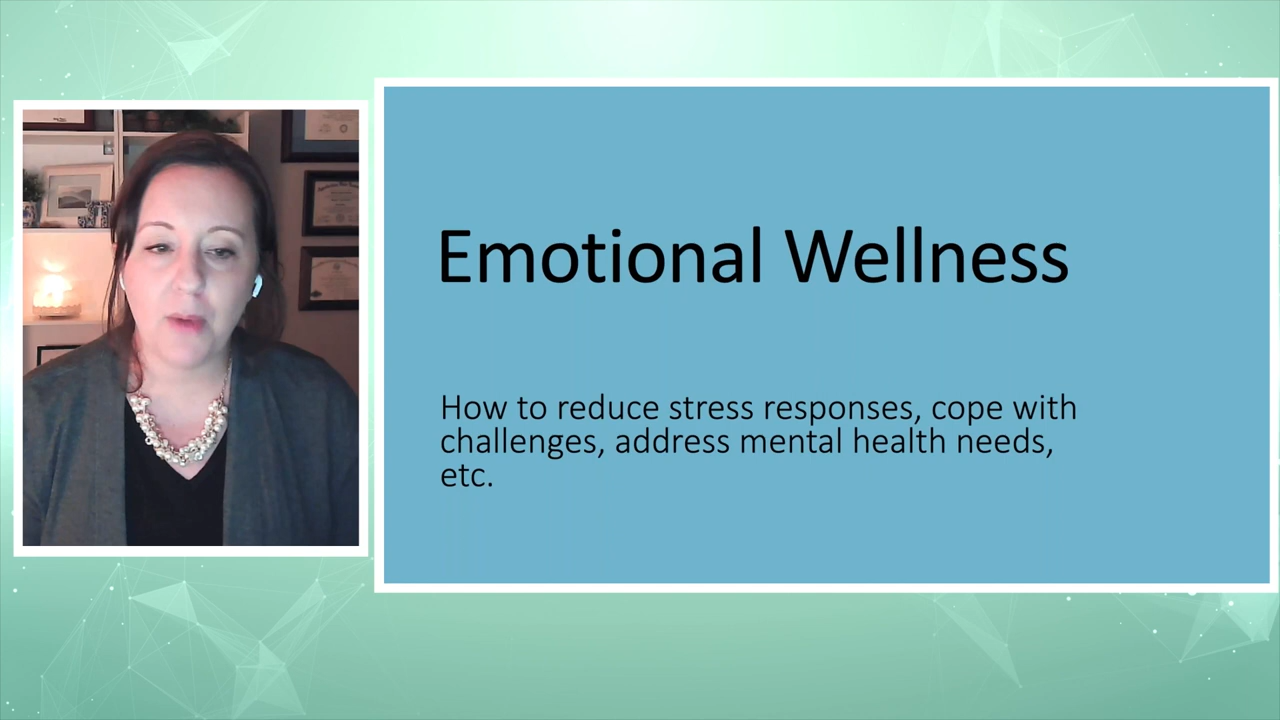 Emotional Wellness
How to reduce stress responses, cope with
challenges, address mental health needs,
etc.